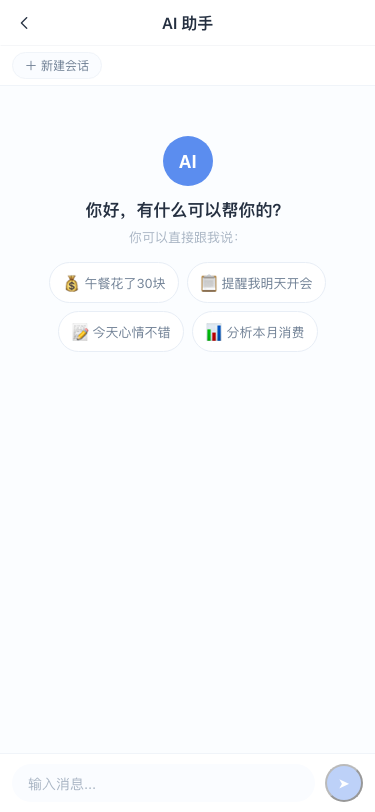 AI 助手
＋ 新建会话
AI
你好，有什么可以帮你的？
你可以直接跟我说：
💰 午餐花了30块
📋 提醒我明天开会
📝 今天心情不错
📊 分析本月消费
输入消息...
➤